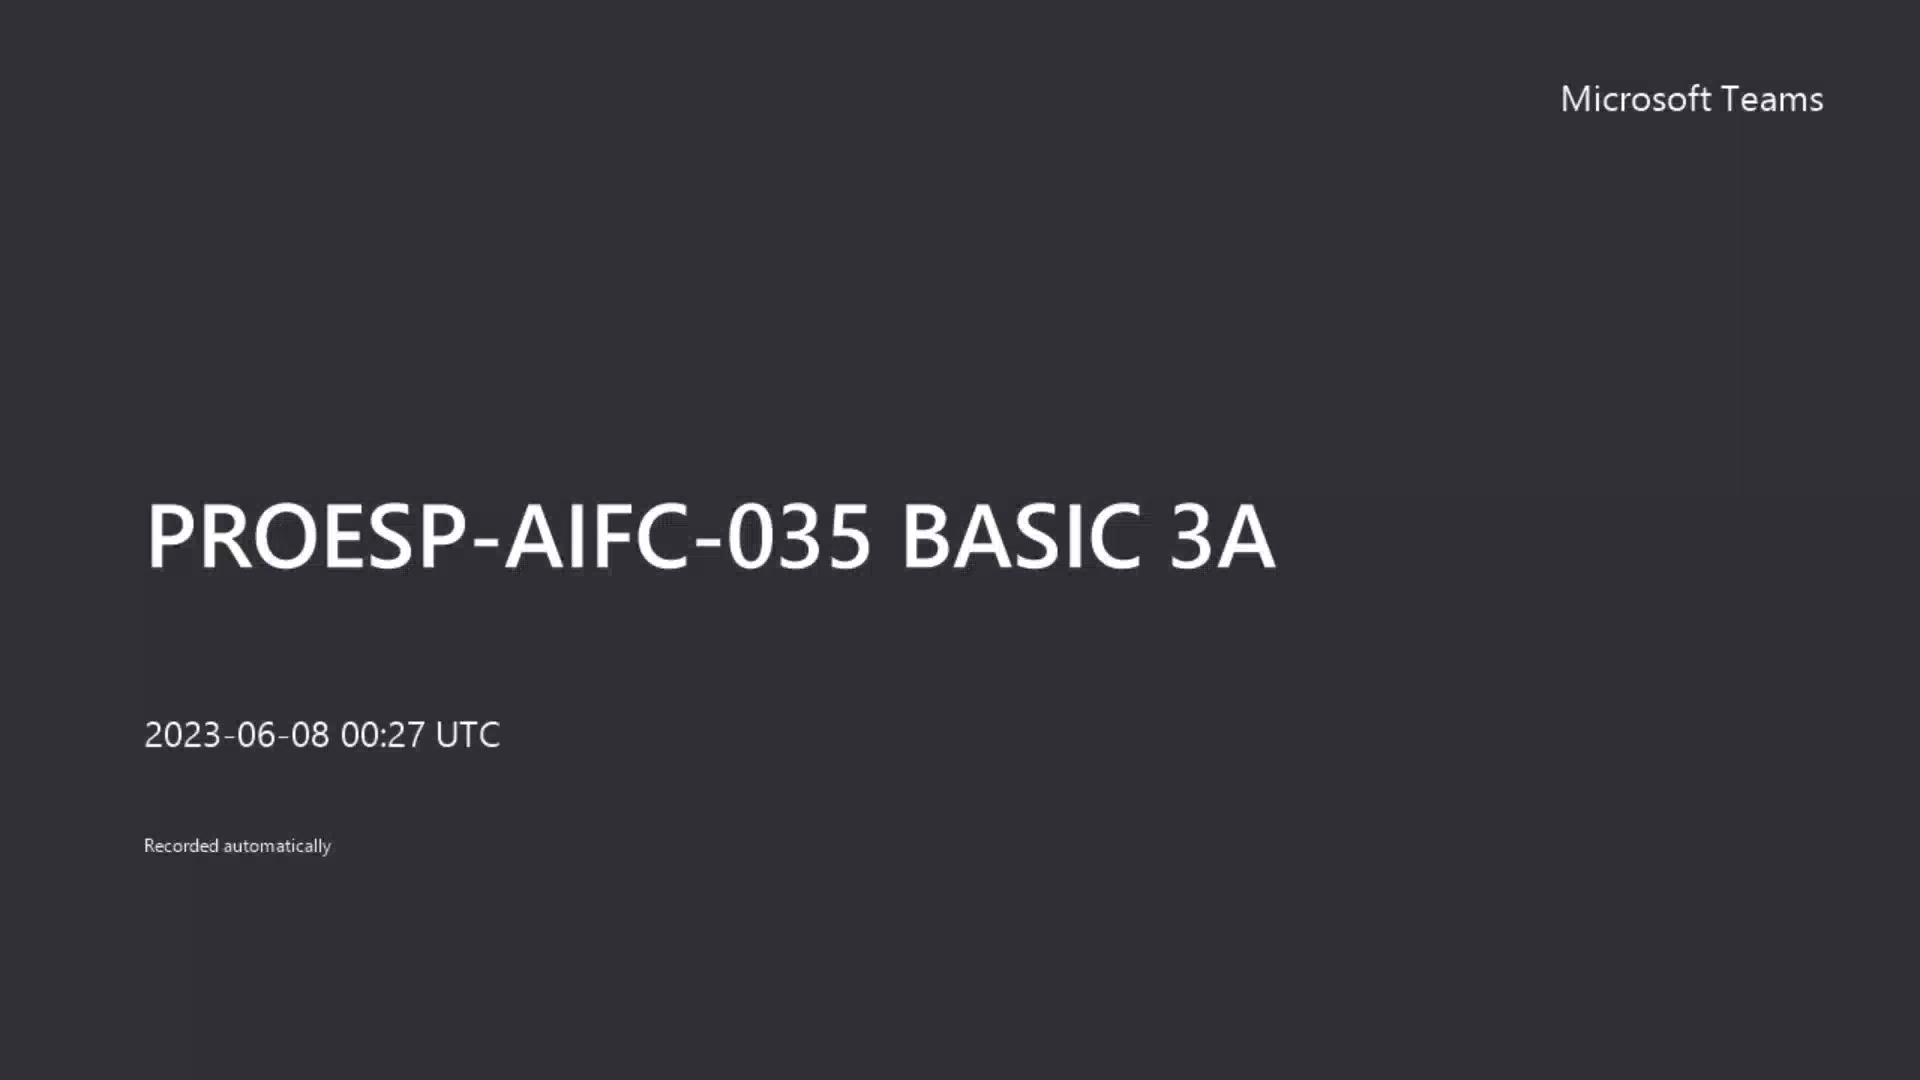 Microsoft Teams
PROESP-AIFC-035 BASIC 3A
2023-06-08 00:27 UTC
Recorded automatically